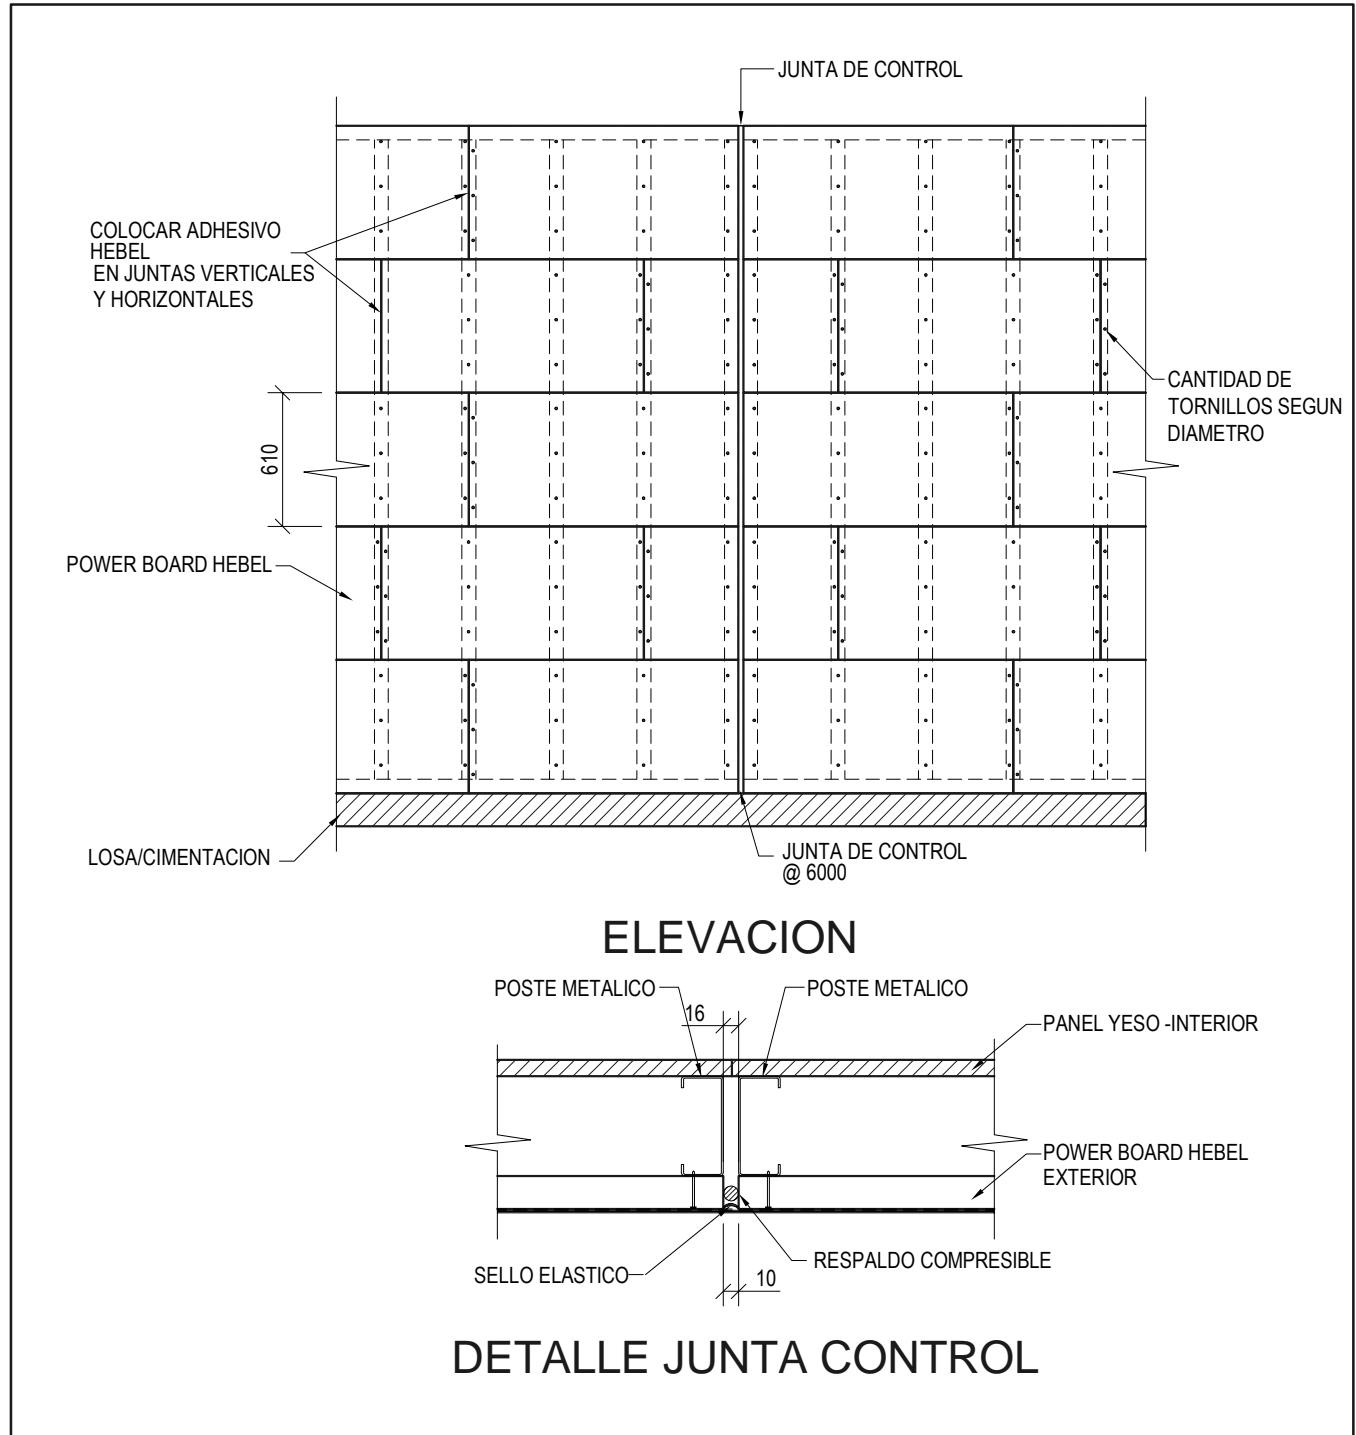 JUNTA DE CONTROL
COLOCAR ADHESIVO
HEBEL
EN JUNTAS VERTICALES
Y HORIZONTALES
CANTIDAD DE
TORNILLOS SEGUN
DIAMETRO
610
POWER BOARD HEBEL
LOSA/CIMENTACION
JUNTA DE CONTROL
@ 6000
ELEVACION
POSTE METALICO
POSTE METALICO
16
PANEL YESO -INTERIOR
POWER BOARD HEBEL
EXTERIOR
RESPALDO COMPRESIBLE
SELLO ELASTICO
10
DETALLE JUNTA CONTROL